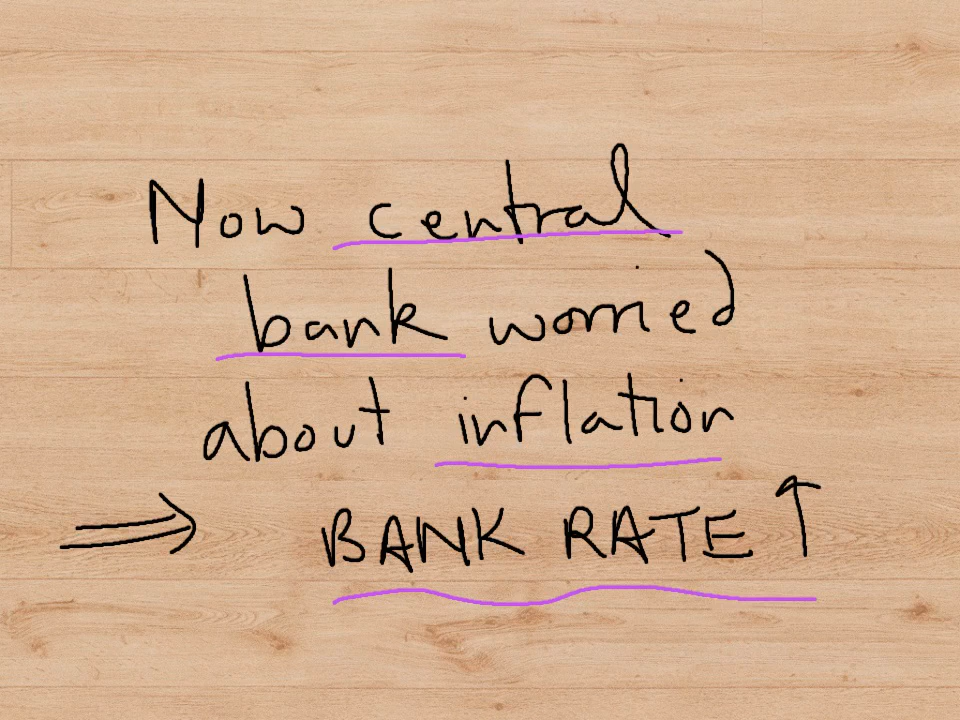 Now central
bank worried
about inflation
⇒ BANK RATE ↑